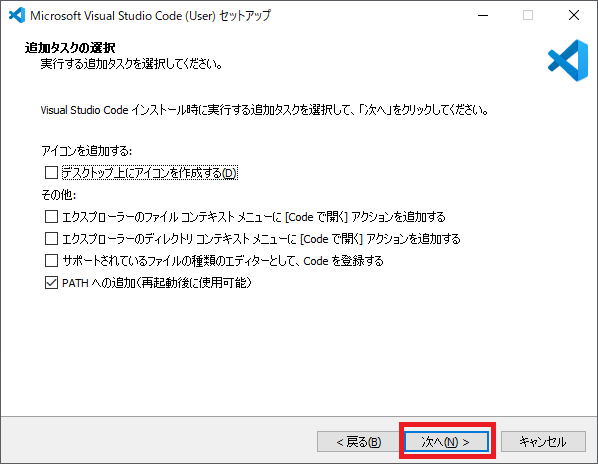 Microsoft Visual Studio Code (User) セットアップ
追加タスクの選択
実行する追加タスクを選択してください。
Visual Studio Code インストール時に実行する追加タスクを選択して、「次へ」をクリックしてください。
アイコンを追加する:
デスクトップ上にアイコンを作成する(D)
その他:
エクスプローラーのファイル コンテキスト メニューに [Code で開く] アクションを追加する
エクスプローラーのディレクトリ コンテキスト メニューに [Code で開く] アクションを追加する
サポートされているファイルの種類のエディターとして、Code を登録する
PATH への追加（再起動後に使用可能）
< 戻る(B)
次へ(N) >
キャンセル